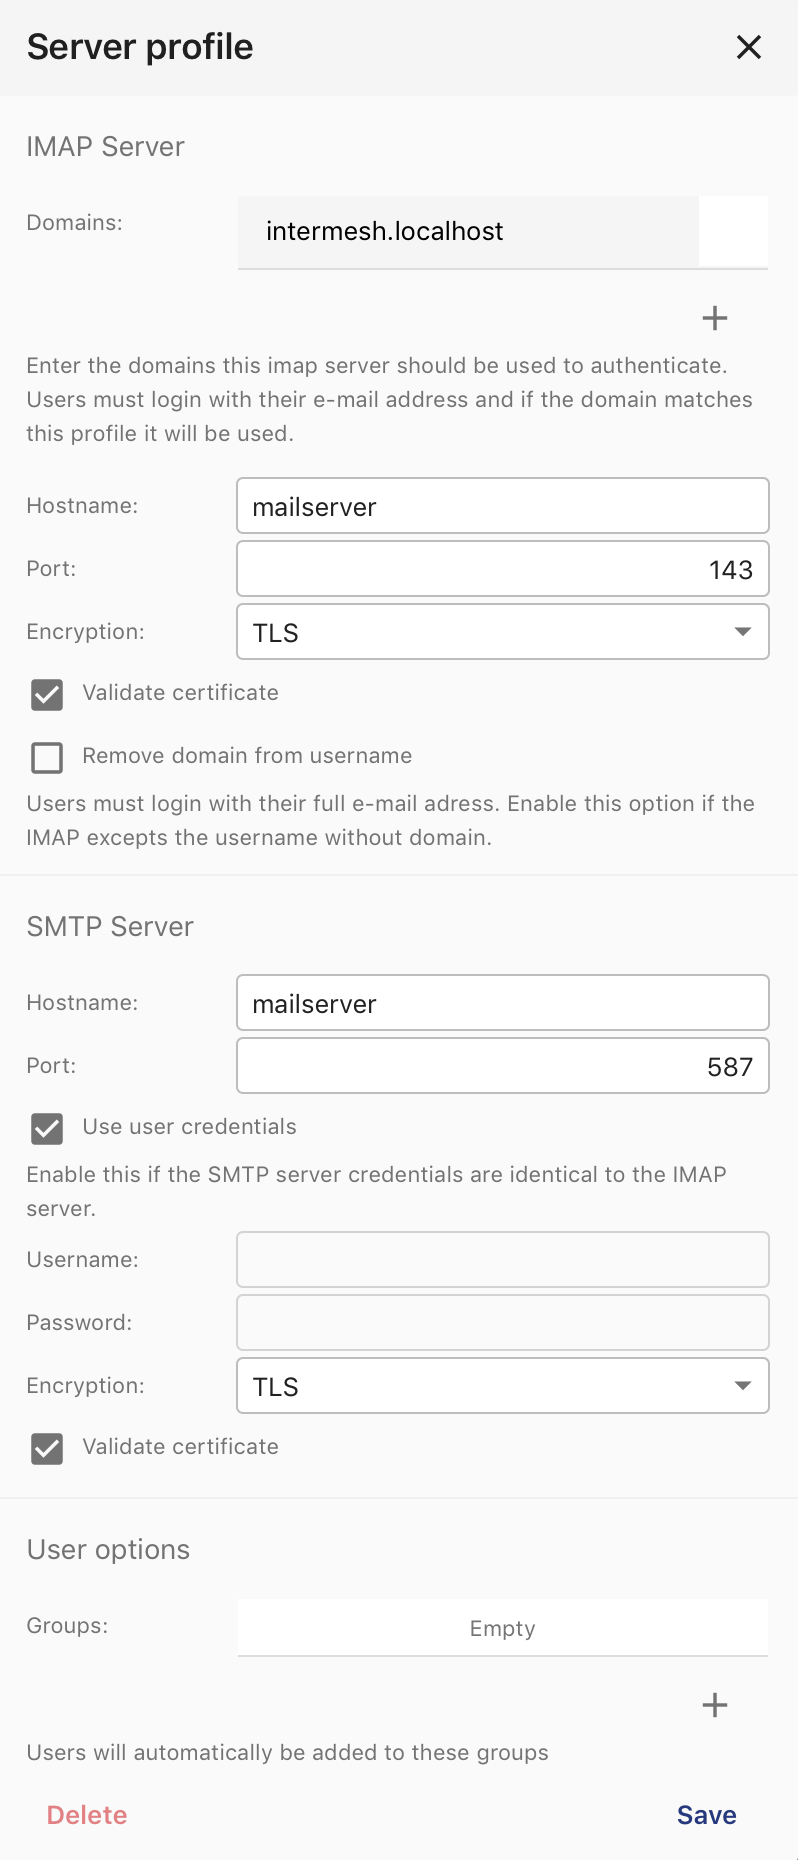 Server profile
IMAP Server
Domains:
intermesh.localhost
Enter the domains this imap server should be used to authenticate.
Users must login with their e-mail address and if the domain matches
this profile it will be used.
Hostname:
mailserver
Port:
143
Encryption:
TLS
Validate certificate
Remove domain from username
Users must login with their full e-mail adress. Enable this option if the
IMAP excepts the username without domain.
SMTP Server
Hostname:
mailserver
Port:
587
Use user credentials
Enable this if the SMTP server credentials are identical to the IMAP
server.
Username:
Password:
Encryption:
TLS
Validate certificate
User options
Groups:
Empty
Users will automatically be added to these groups
Delete
Save